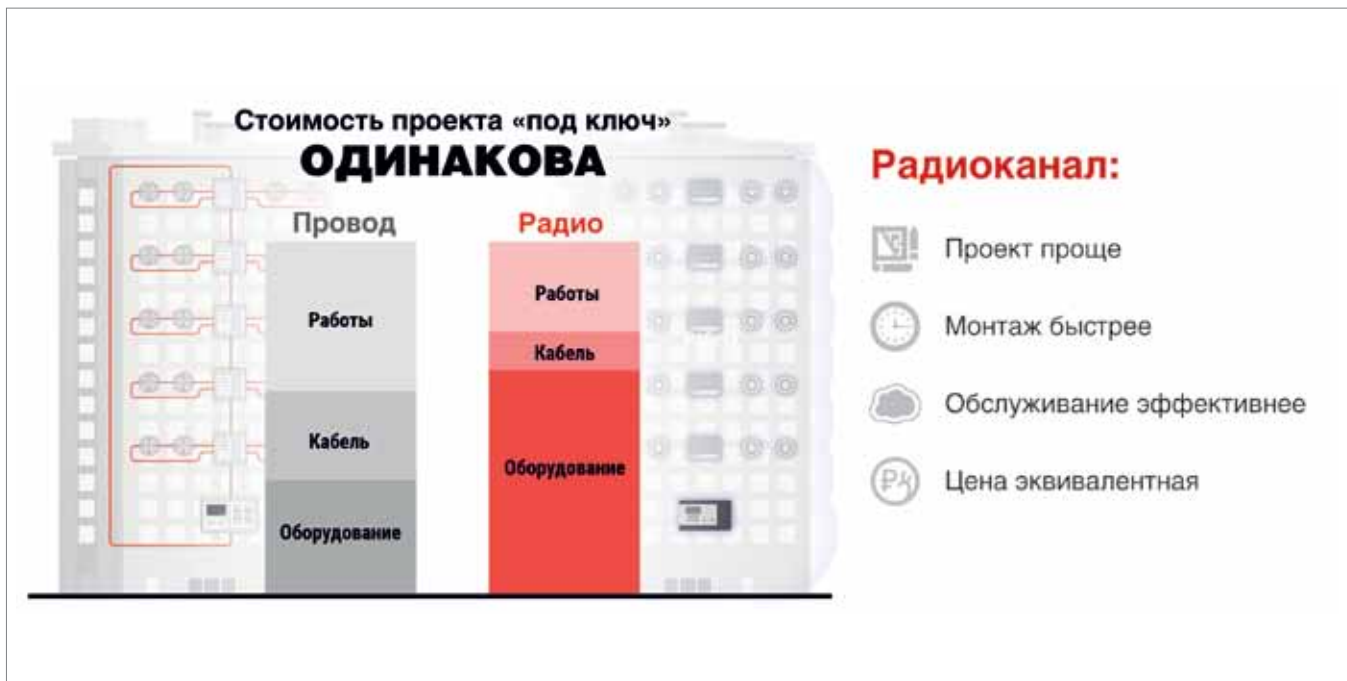 Стоимость проекта «под ключ»
ОДИНАКОВА
Провод
Работы
Кабель
Оборудование
Радио
Работы
Кабель
Оборудование
Радиоканал:
Проект проще
Монтаж быстрее
Обслуживание эффективнее
Цена эквивалентная